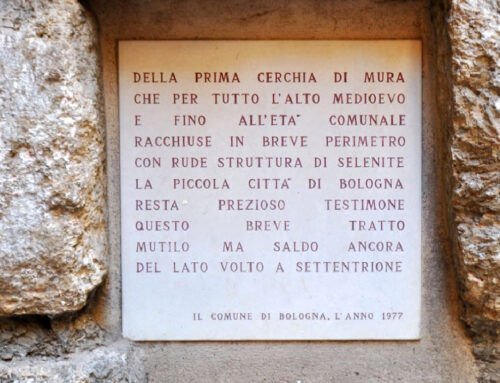 DELLA PRIMA CERCHIA DI MURA
CHE PER TUTTO L'ALTO MEDIOEVO
E FINO ALL'ETA' COMUNALE
RACCHIUSE IN BREVE PERIMETRO
CON RUDE STRUTTURA DI SELENITE
LA PICCOLA CITTA' DI BOLOGNA
RESTA PREZIOSO TESTIMONE
QUESTO BREVE TRATTO
MUTILO MA SALDO ANCORA
DEL LATO VOLTO A SETTENTRIONE
IL COMUNE DI BOLOGNA, L'ANNO 1977